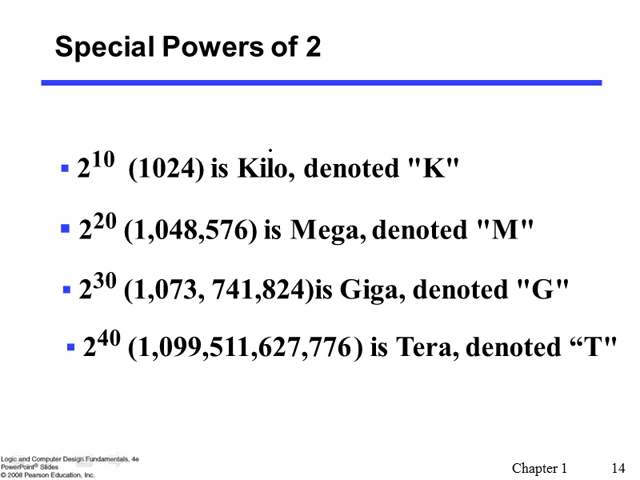 Special Powers of 2
▪ 2^10 (1024) is Kilo, denoted "K"
▪ 2^20 (1,048,576) is Mega, denoted "M"
▪ 2^30 (1,073, 741,824)is Giga, denoted "G"
▪ 2^40 (1,099,511,627,776) is Tera, denoted “T"
Logic and Computer Design Fundamentals, 4e
PowerPoint® Slides
© 2008 Pearson Education, Inc.
Chapter 1 14